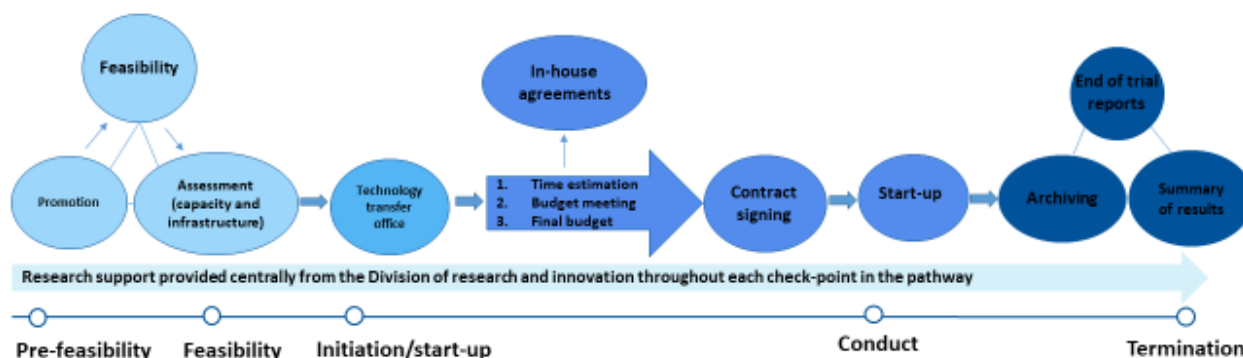 Feasibility
Promotion
Assessment
(capacity and
infrastructure)
Technology
transfer
office
In-house
agreements
1. Time estimation
2. Budget meeting
3. Final budget
Contract
signing
Start-up
End of trial
reports
Archiving
Summary
of results
Research support provided centrally from the Division of research and innovation throughout each check-point in the pathway
Pre-feasibility
Feasibility
Initiation/start-up
Conduct
Termination